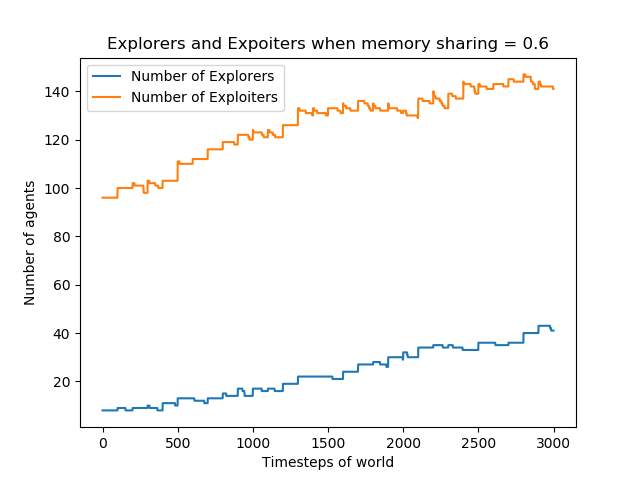 Explorers and Expoiters when memory sharing = 0.6
Number of Explorers
Number of Exploiters
140
120
100
80
60
40
20
Number of agents
0 500 1000 1500 2000 2500 3000
Timesteps of world